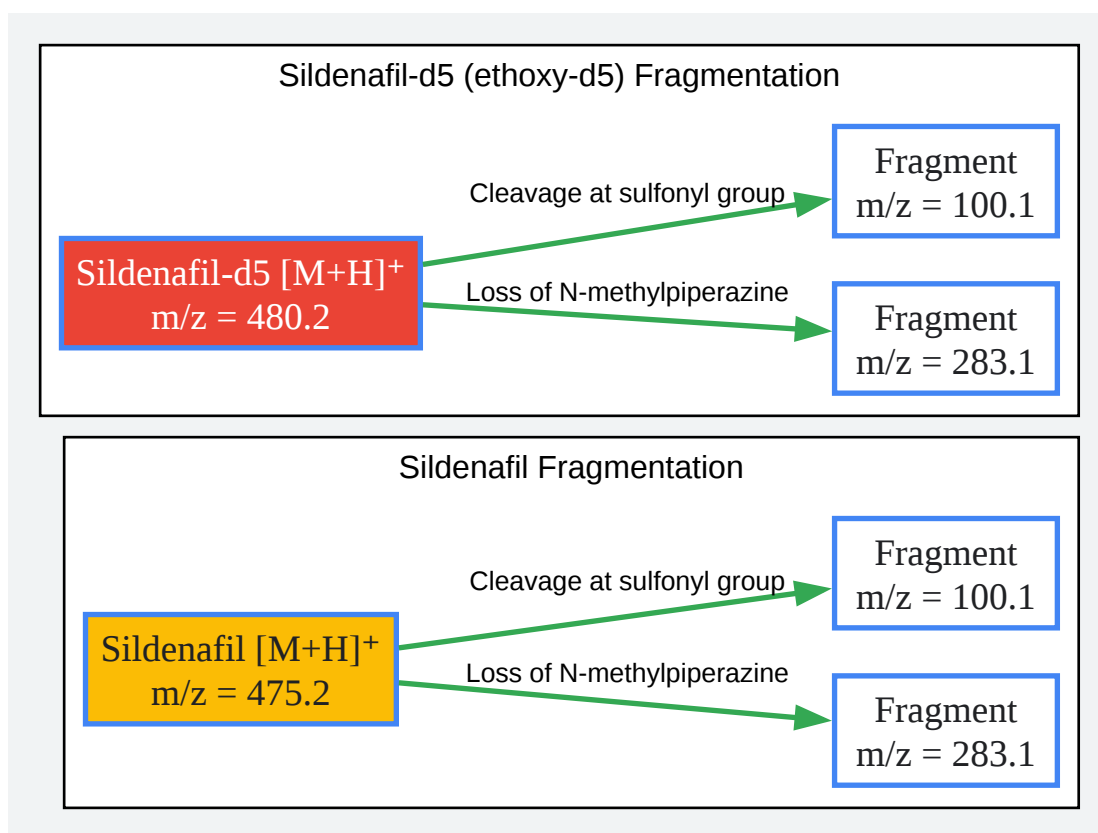 Sildenafil-d5 (ethoxy-d5) Fragmentation
Cleavage at sulfonyl group
Fragment
m/z = 100.1
Sildenafil-d5 [M+H]⁺
m/z = 480.2
Loss of N-methylpiperazine
Fragment
m/z = 283.1
Sildenafil Fragmentation
Cleavage at sulfonyl group
Fragment
m/z = 100.1
Sildenafil [M+H]⁺
m/z = 475.2
Loss of N-methylpiperazine
Fragment
m/z = 283.1